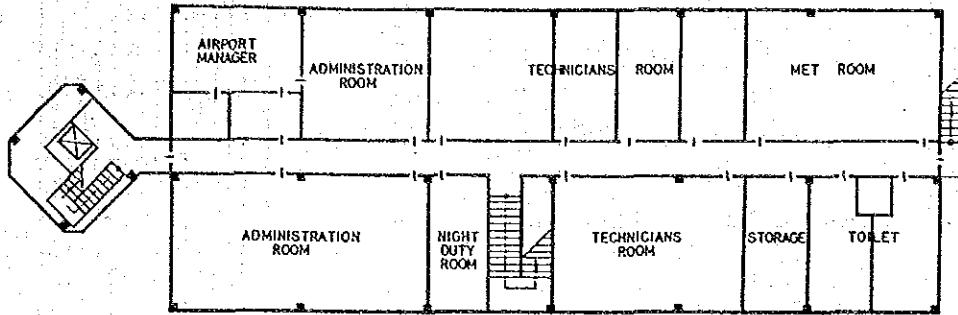 AIRPORT
MANAGER
ADMINISTRATION
ROOM
TECHNICIANS ROOM
MET ROOM
ADMINISTRATION
ROOM
NIGHT
DUTY
ROOM
TECHNICIANS
ROOM
STORAGE
TOILET